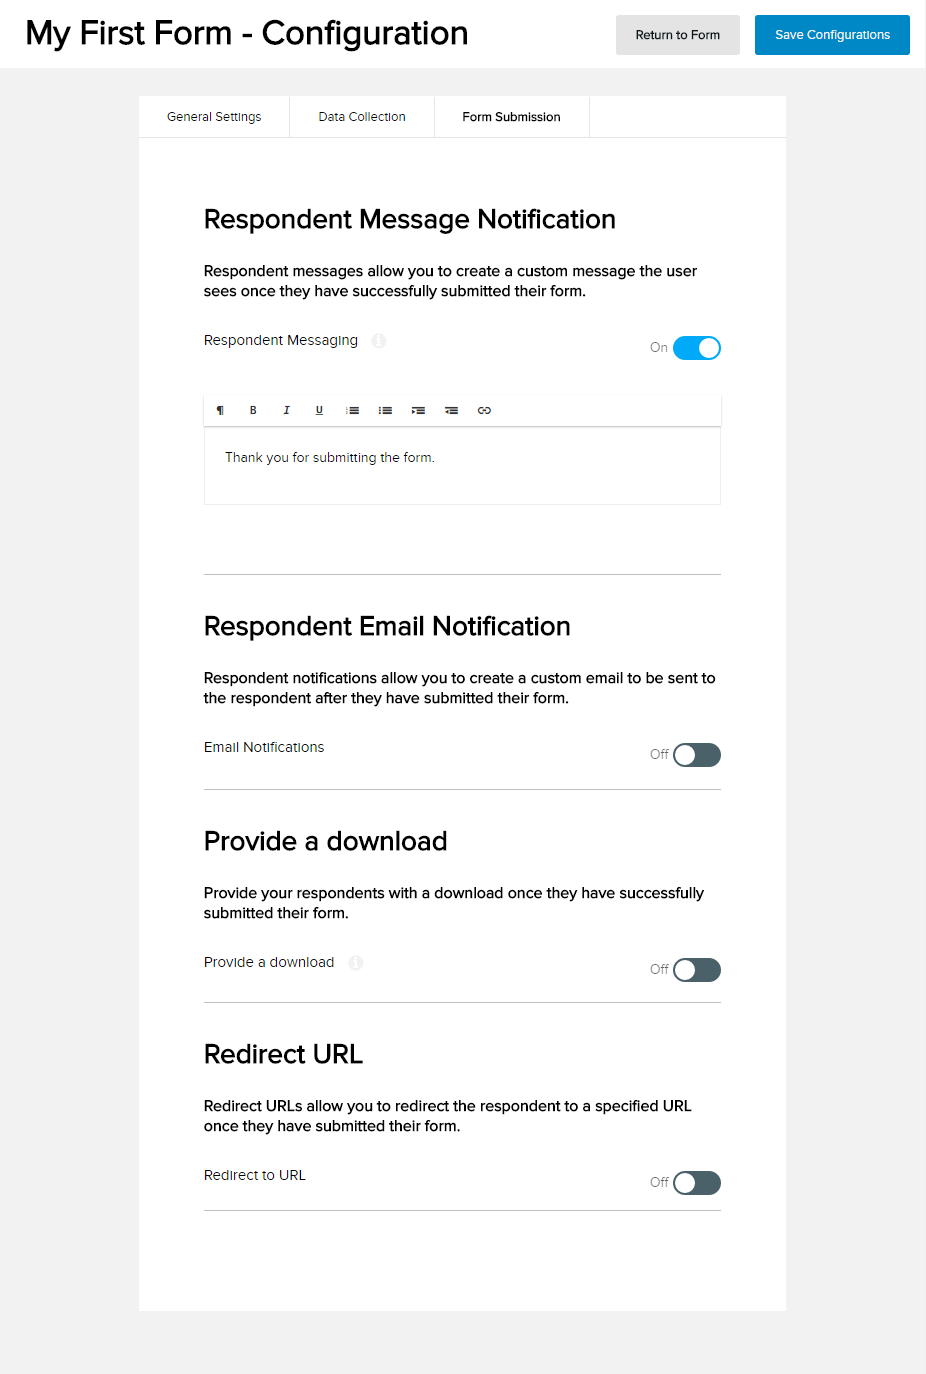 My First Form - Configuration
Return to Form
Save Configurations
General Settings
Data Collection
Form Submission
Respondent Message Notification
Respondent messages allow you to create a custom message the user
sees once they have successfully submitted their form.
Respondent Messaging
On
¶ B I U
Thank you for submitting the form.
Respondent Email Notification
Respondent notifications allow you to create a custom email to be sent to
the respondent after they have submitted their form.
Email Notifications
Off
Provide a download
Provide your respondents with a download once they have successfully
submitted their form.
Provide a download
Off
Redirect URL
Redirect URLs allow you to redirect the respondent to a specified URL
once they have submitted their form.
Redirect to URL
Off